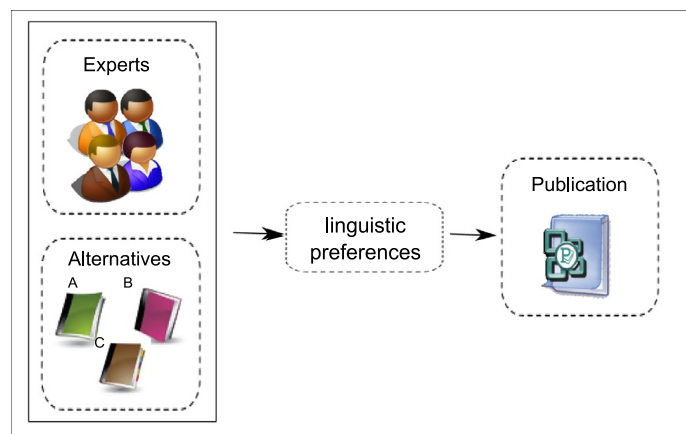 Experts
Alternatives
A
B
C
linguistic
preferences
Publication
P